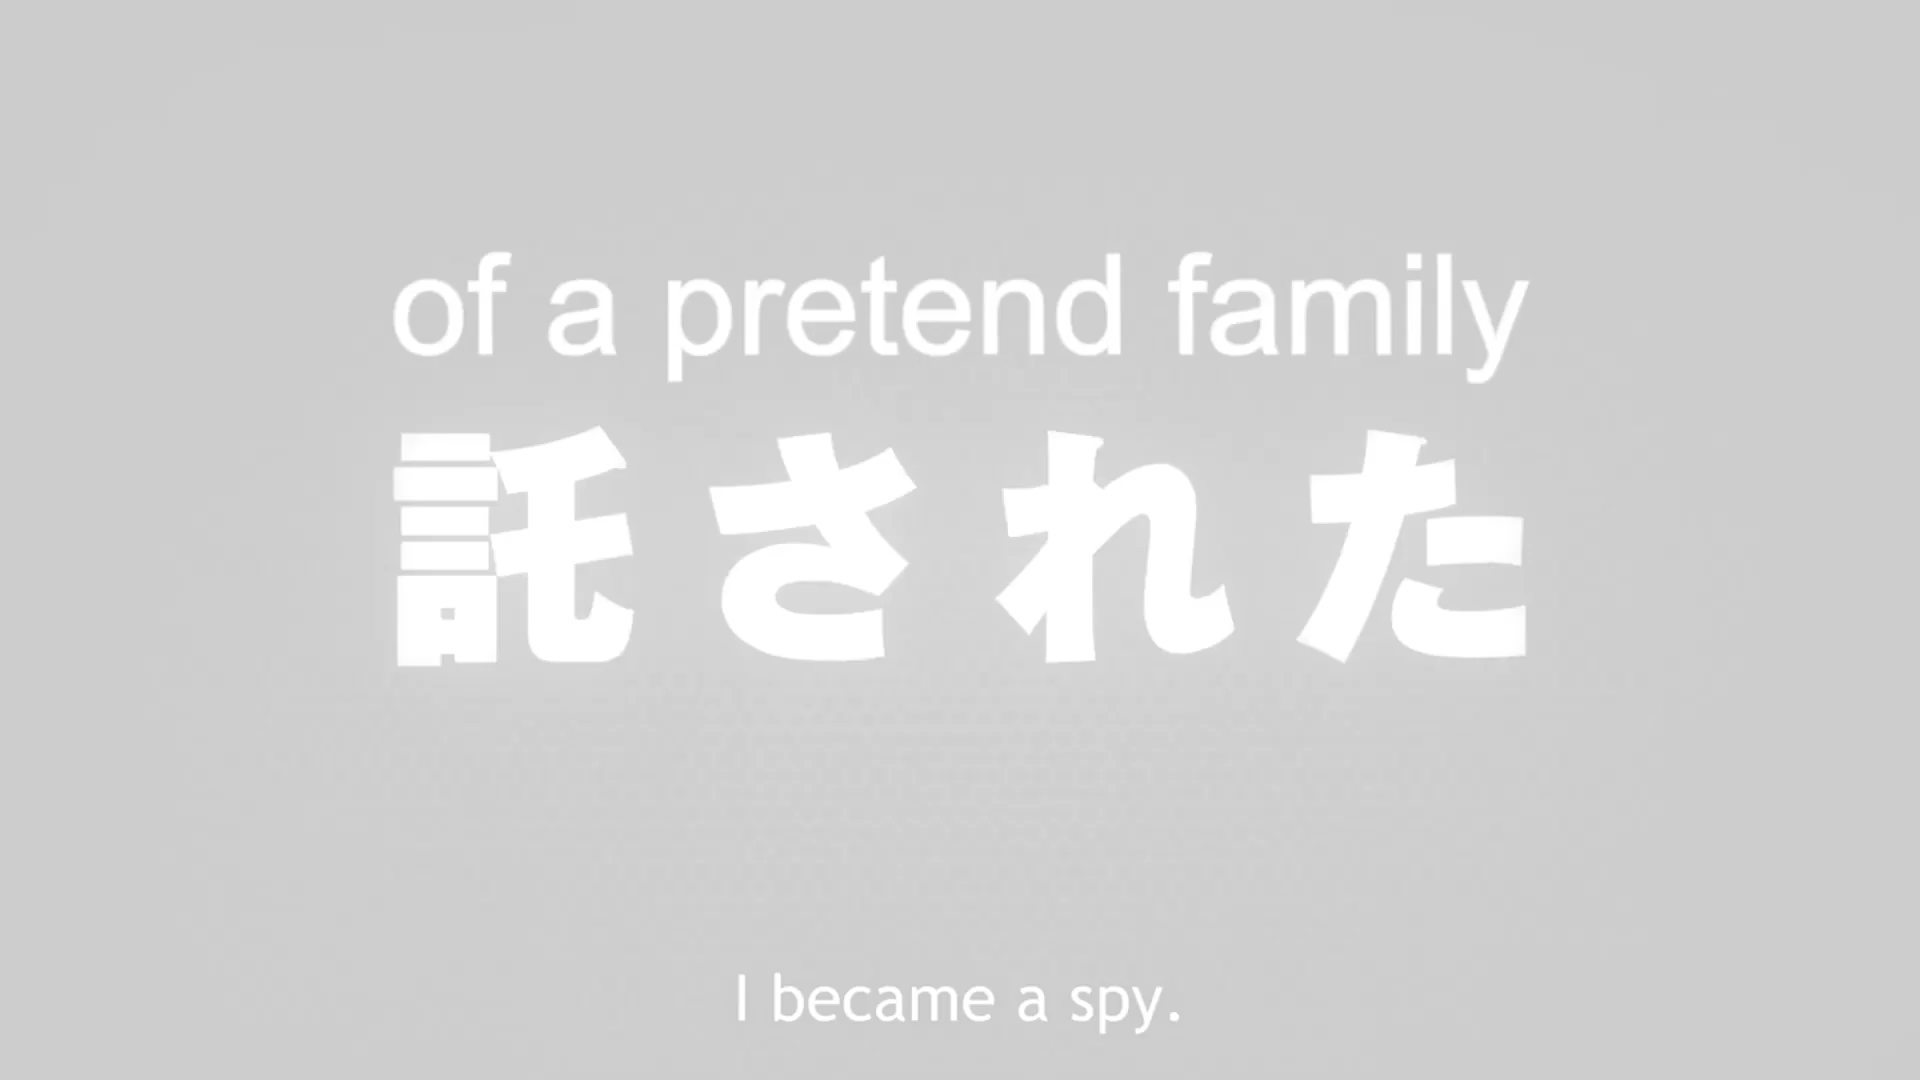 of a pretend family
託された
I became a spy.